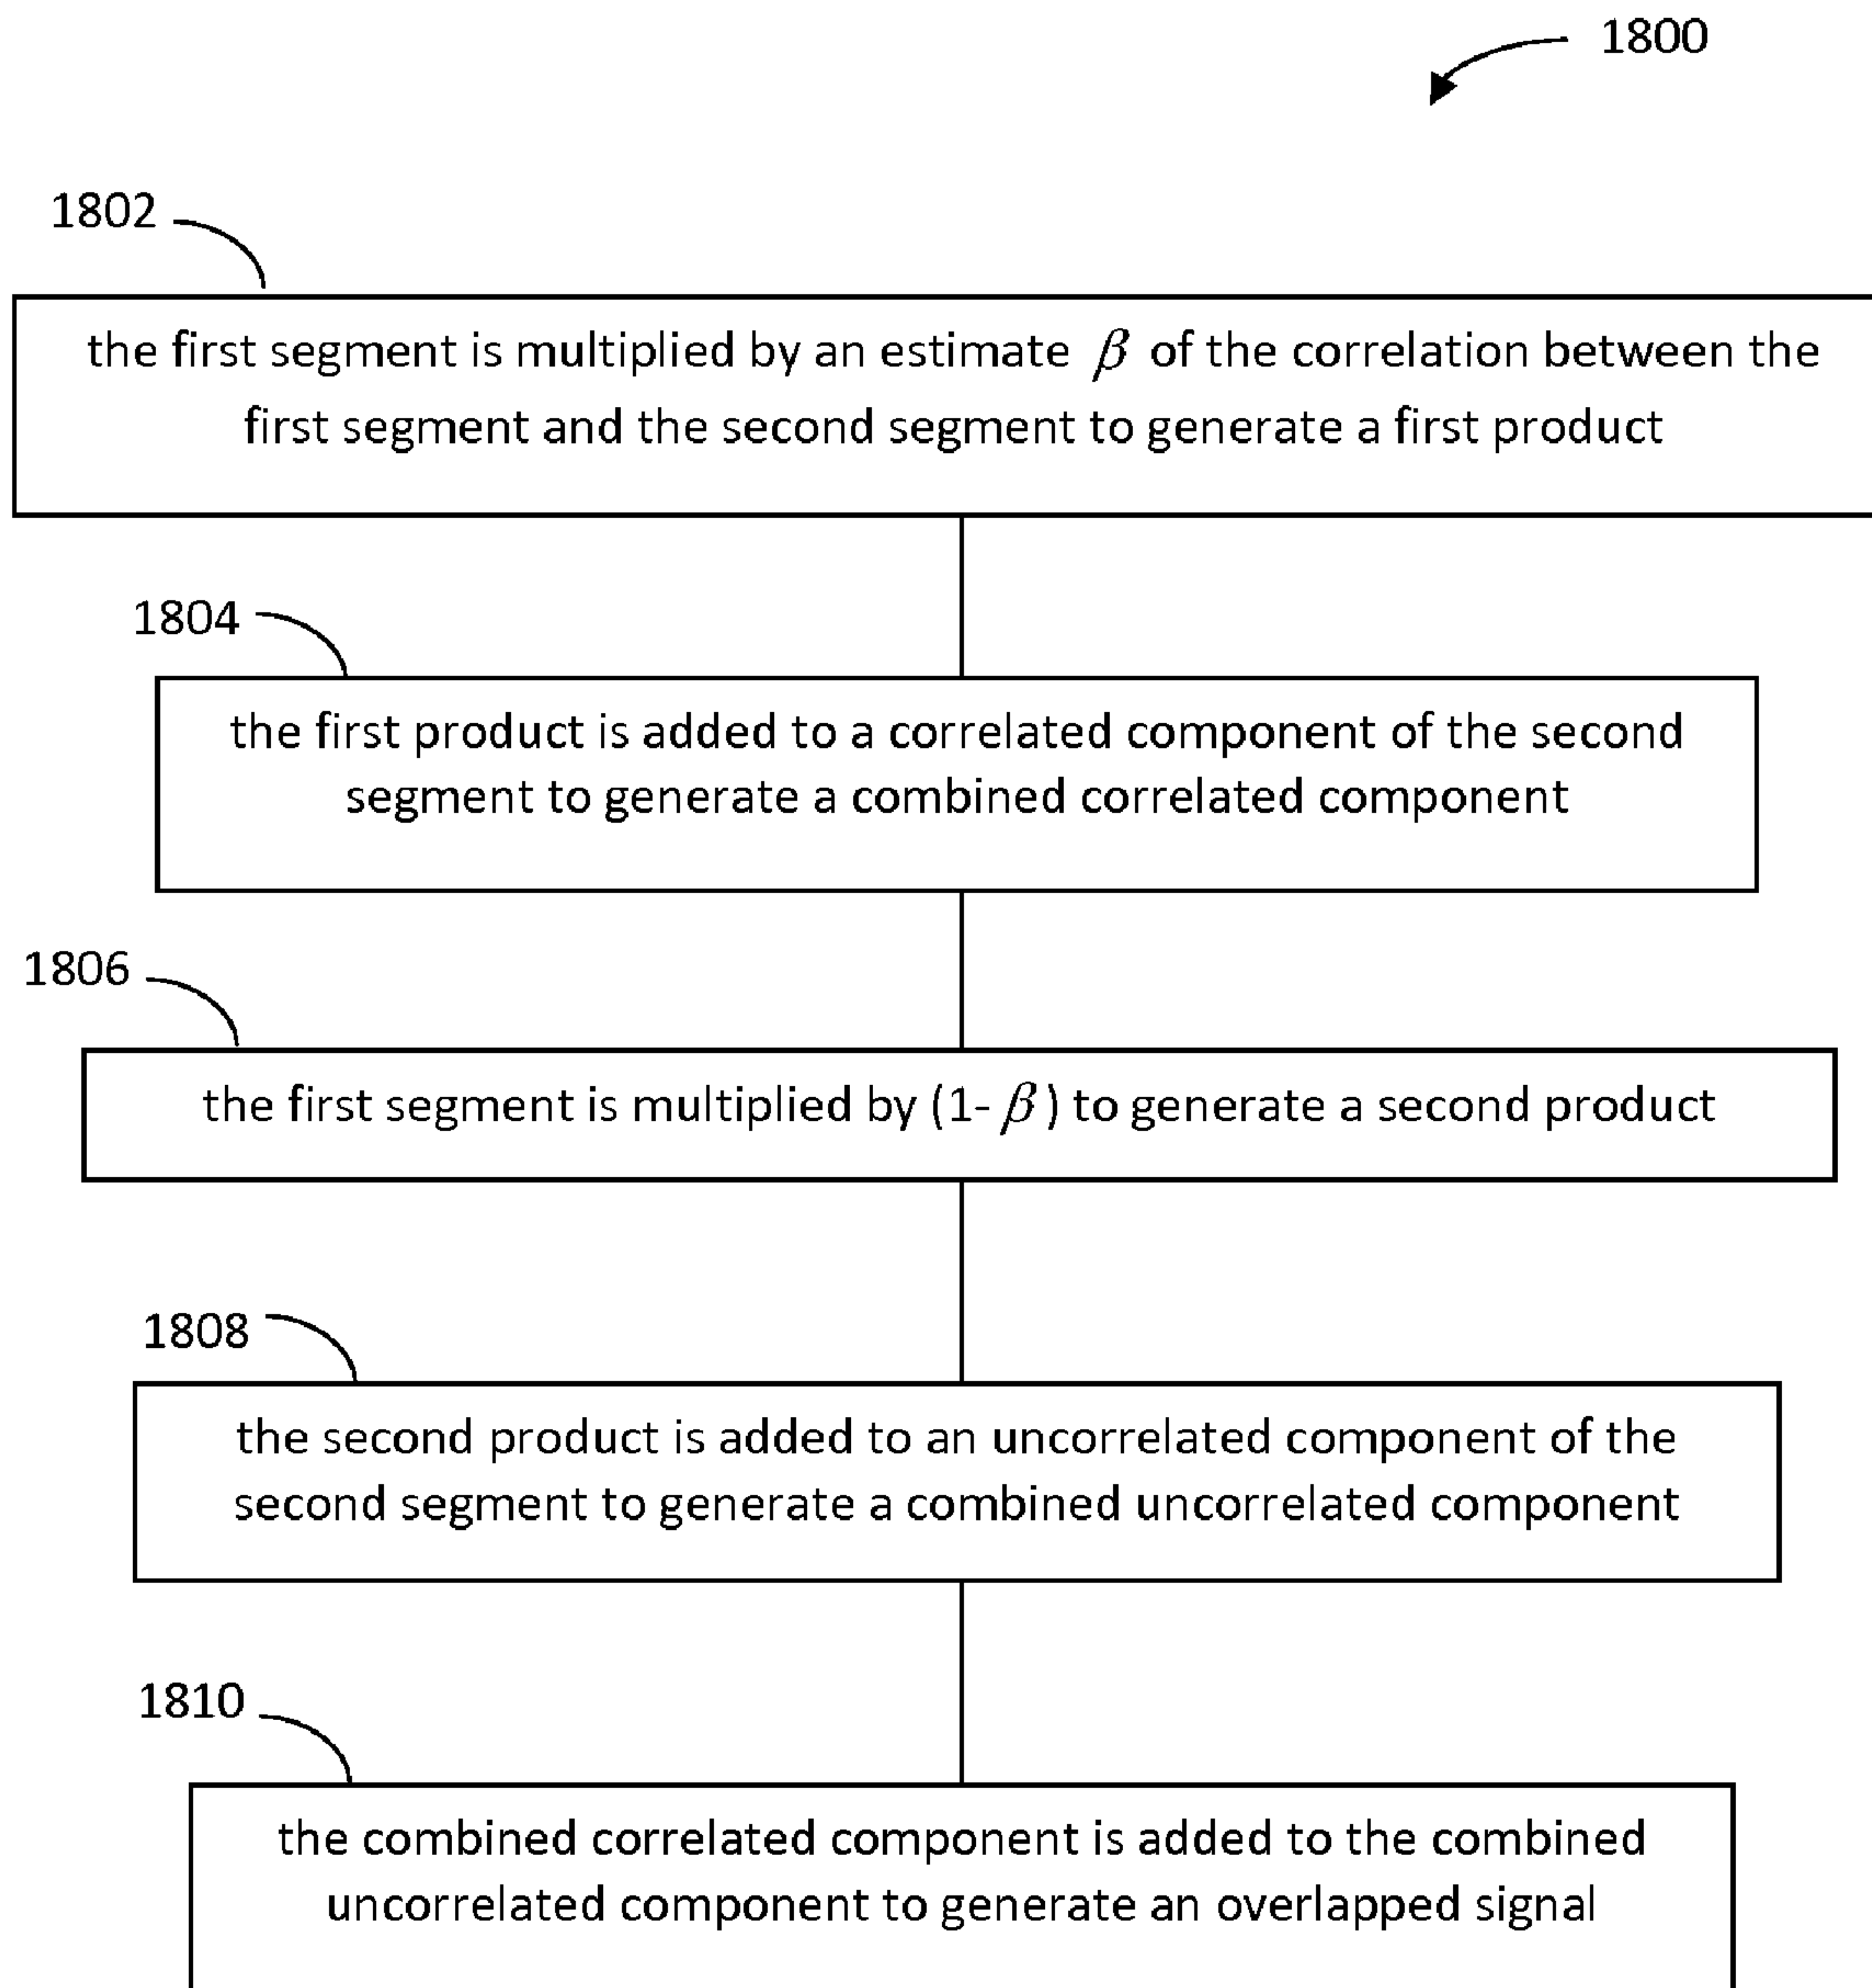 1800
1802
the first segment is multiplied by an estimate β of the correlation between the
first segment and the second segment to generate a first product
1804
the first product is added to a correlated component of the second
segment to generate a combined correlated component
1806
the first segment is multiplied by (1- β) to generate a second product
1808
the second product is added to an uncorrelated component of the
second segment to generate a combined uncorrelated component
1810
the combined correlated component is added to the combined
uncorrelated component to generate an overlapped signal